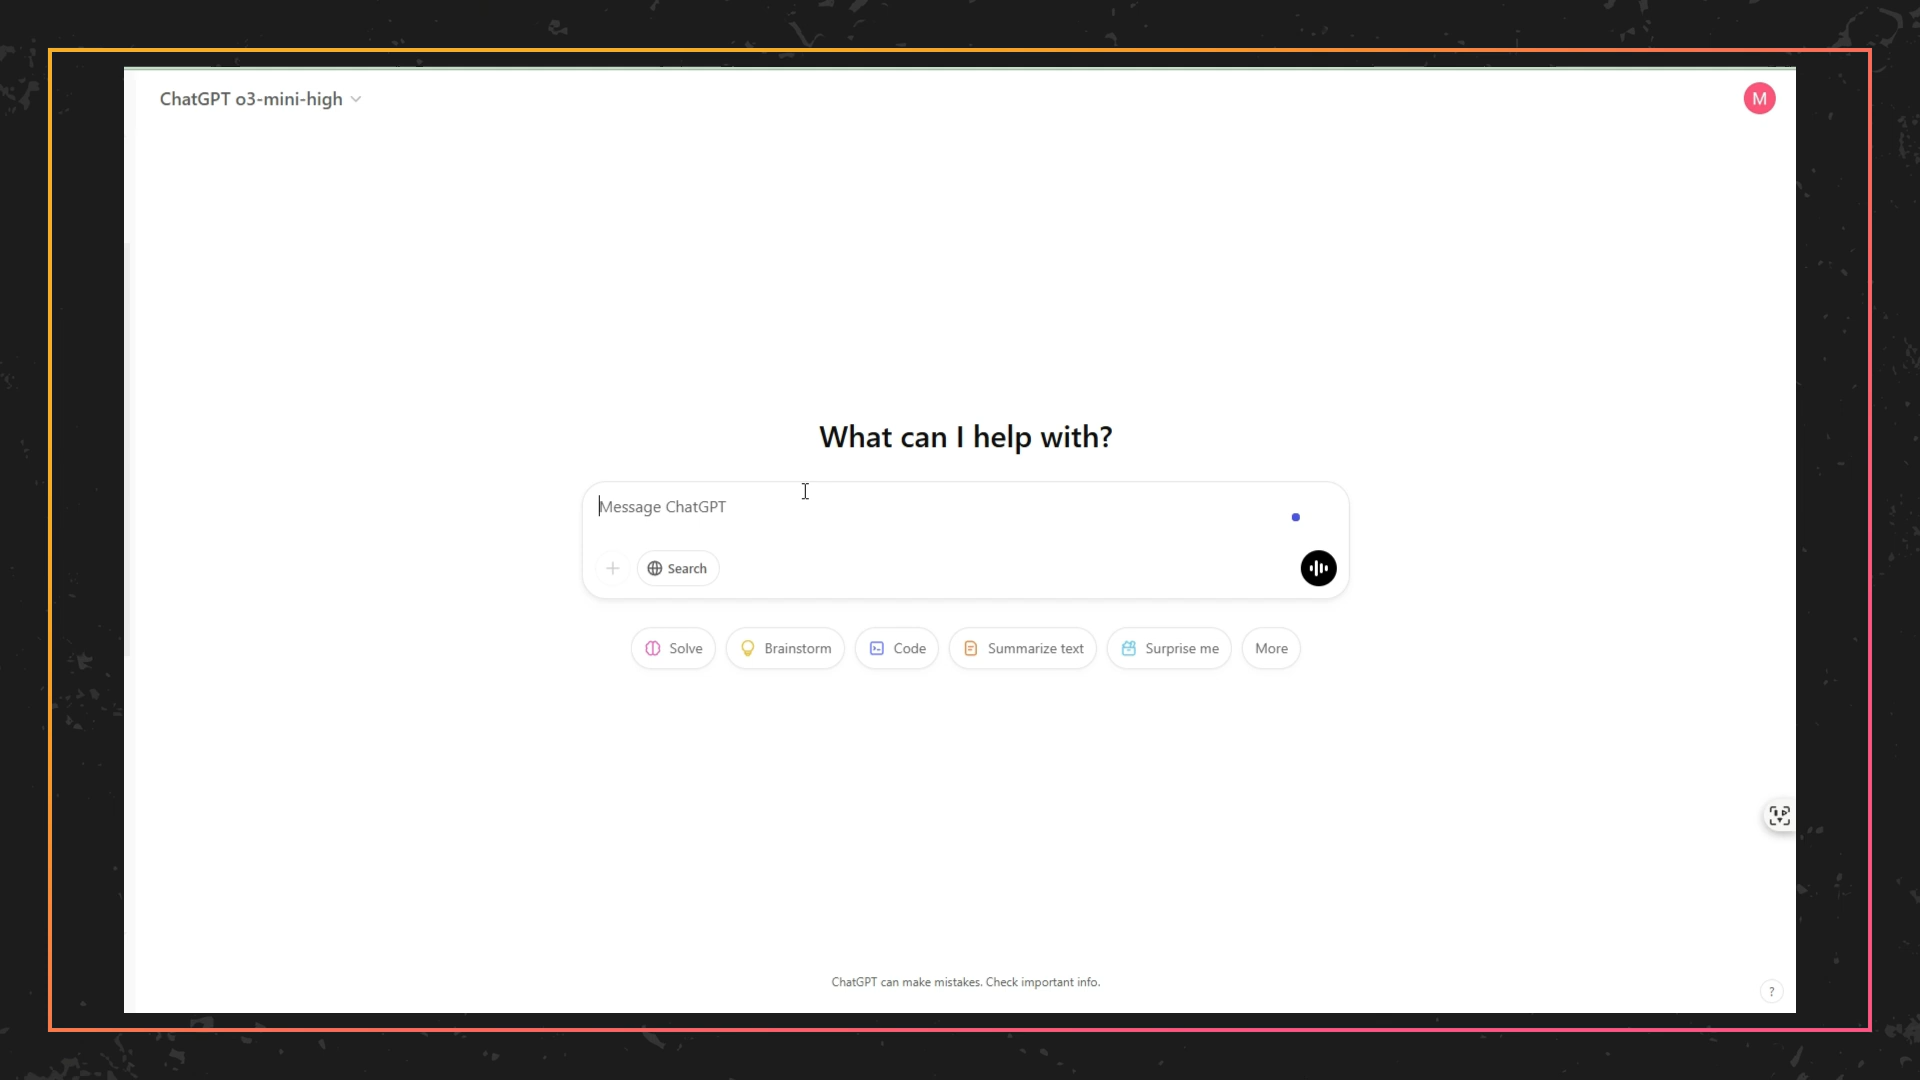 ChatGPT o3-mini-high
M
What can I help with?
Message ChatGPT
Search
Solve
Brainstorm
Code
Summarize text
Surprise me
More
ChatGPT can make mistakes. Check important info.
?